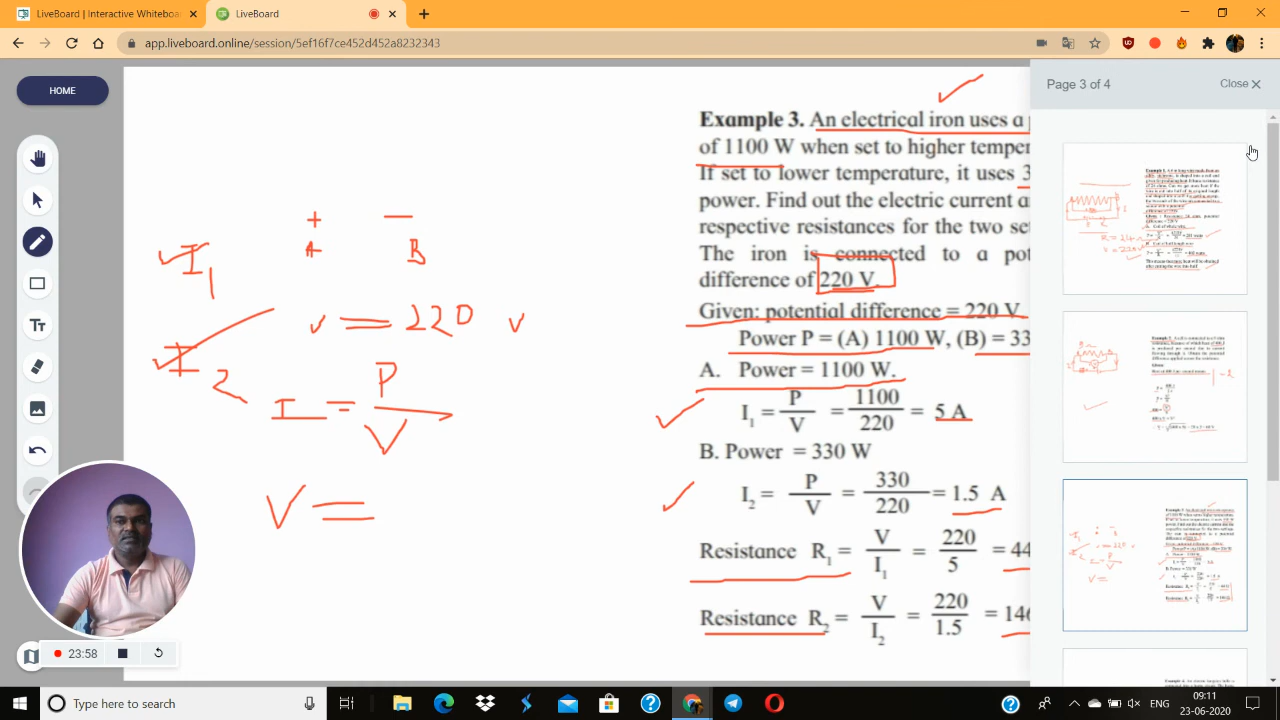 LiveBoard | Interactive Whiteboa
LiveBoard
app.liveboard.online/session/5ef16f7ce452d452a8232343
HOME
Page 3 of 4
Close
Example 3. An electrical iron uses a
of 1100 W when set to higher temper
If set to lower temperature, it uses 3
power. Find out the electric current a
respective resistances for the two set
The iron is connected to a pot
difference of 220 V.
Given: potential difference = 220 V
Power P = (A) 1100 W, (B) = 33
A. Power = 1100 W.
I1 = P/V = 1100/220 = 5 A
B. Power = 330 W
I2 = P/V = 330/220 = 1.5 A
Resistance R1 = V/I1 = 220/5 = 44
Resistance R2 = V/I2 = 220/1.5 = 146
+ −
A B
I1
V = 220 V
I2
I = P/V
V =
23:58
Type here to search
ENG
09:11
23-06-2020